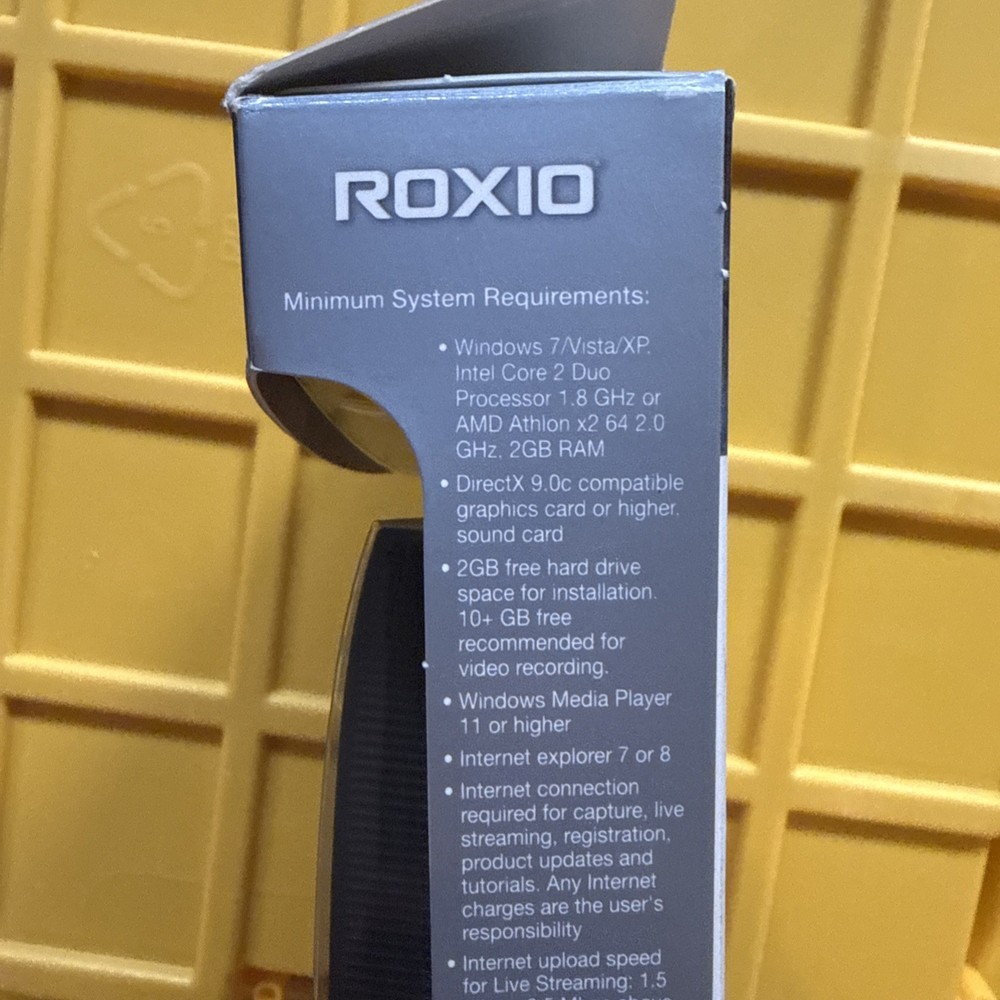 ROXIO
Minimum System Requirements:
• Windows 7/Vista/XP.
Intel Core 2 Duo
Processor 1.8 GHz or
AMD Athlon x2 64 2.0
GHz, 2GB RAM
• DirectX 9.0c compatible
graphics card or higher,
sound card
• 2GB free hard drive
space for installation.
10+ GB free
recommended for
video recording.
• Windows Media Player
11 or higher
• Internet explorer 7 or 8
• Internet connection
required for capture, live
streaming, registration,
product updates and
tutorials. Any Internet
charges are the user's
responsibility
• Internet upload speed
for Live Streaming: 1.5